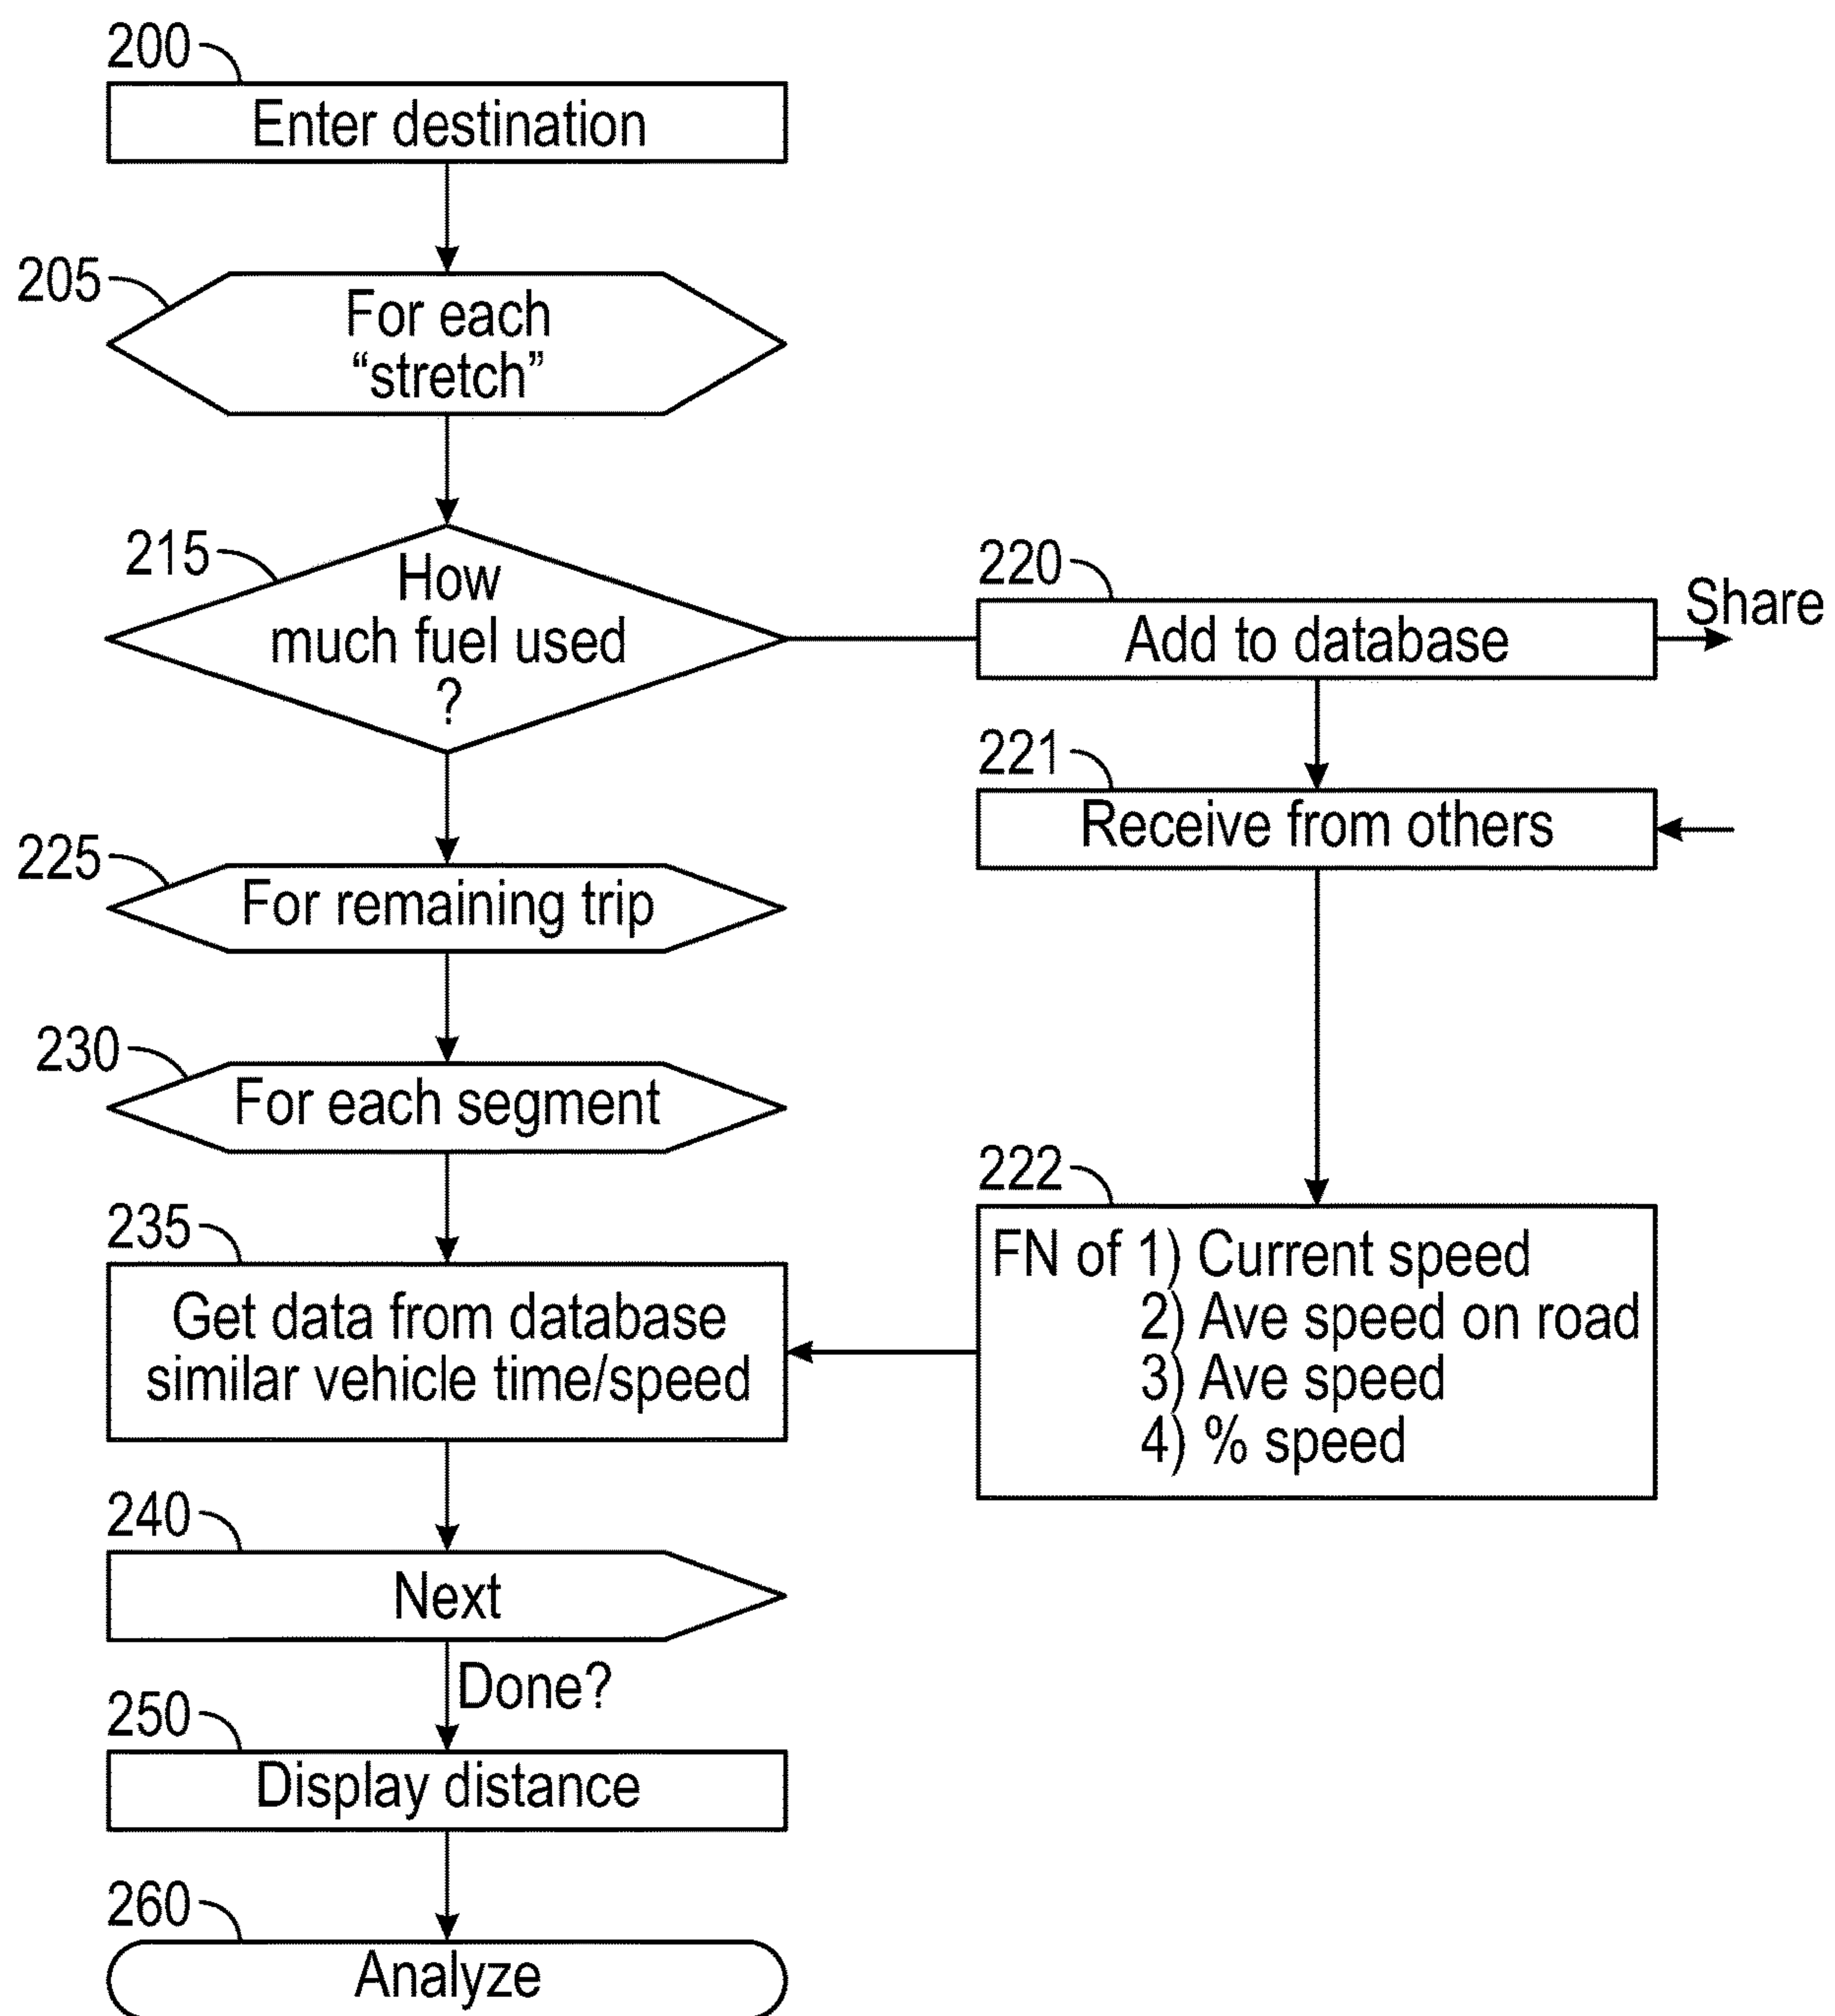 200
Enter destination
205
For each
“stretch”
215
How
much fuel used
?
220
Add to database
Share
221
Receive from others
225
For remaining trip
230
For each segment
222
FN of 1) Current speed
2) Ave speed on road
3) Ave speed
4) % speed
235
Get data from database
similar vehicle time/speed
240
Next
Done?
250
Display distance
260
Analyze